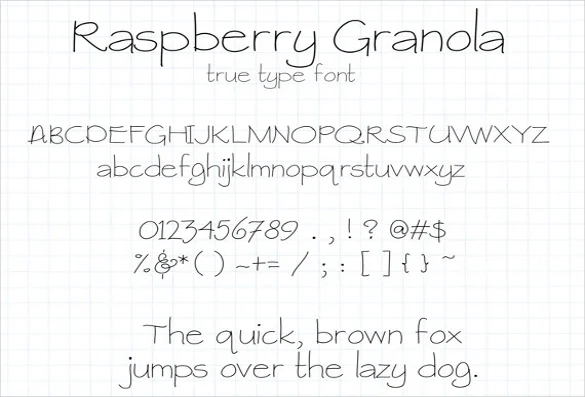 Raspberry Granola
true type font
ABCDEFGHIJKLMNOPQRSTUVWXYZ
abcdefghijklmnopqrstuvwxyz
0123456789 . , ! ? @#$
%&*( ) ~+= / ; : [ ] { } ~
The quick, brown fox
jumps over the lazy dog.